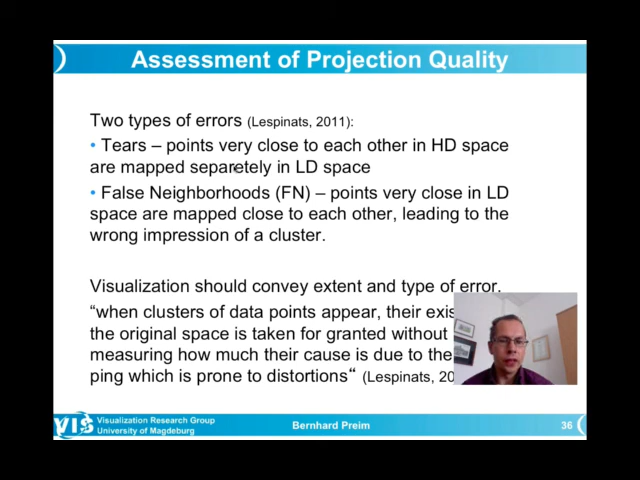 Assessment of Projection Quality
Two types of errors (Lespinats, 2011):
• Tears – points very close to each other in HD space
are mapped separetely in LD space
• False Neighborhoods (FN) – points very close in LD
space are mapped close to each other, leading to the
wrong impression of a cluster.
Visualization should convey extent and type of error.
“when clusters of data points appear, their
the original space is taken for granted without
measuring how much their cause is due to the
ping which is prone to distortions“ (Lespinats,
VIS
Visualization Research Group
University of Magdeburg
Bernhard Preim
36